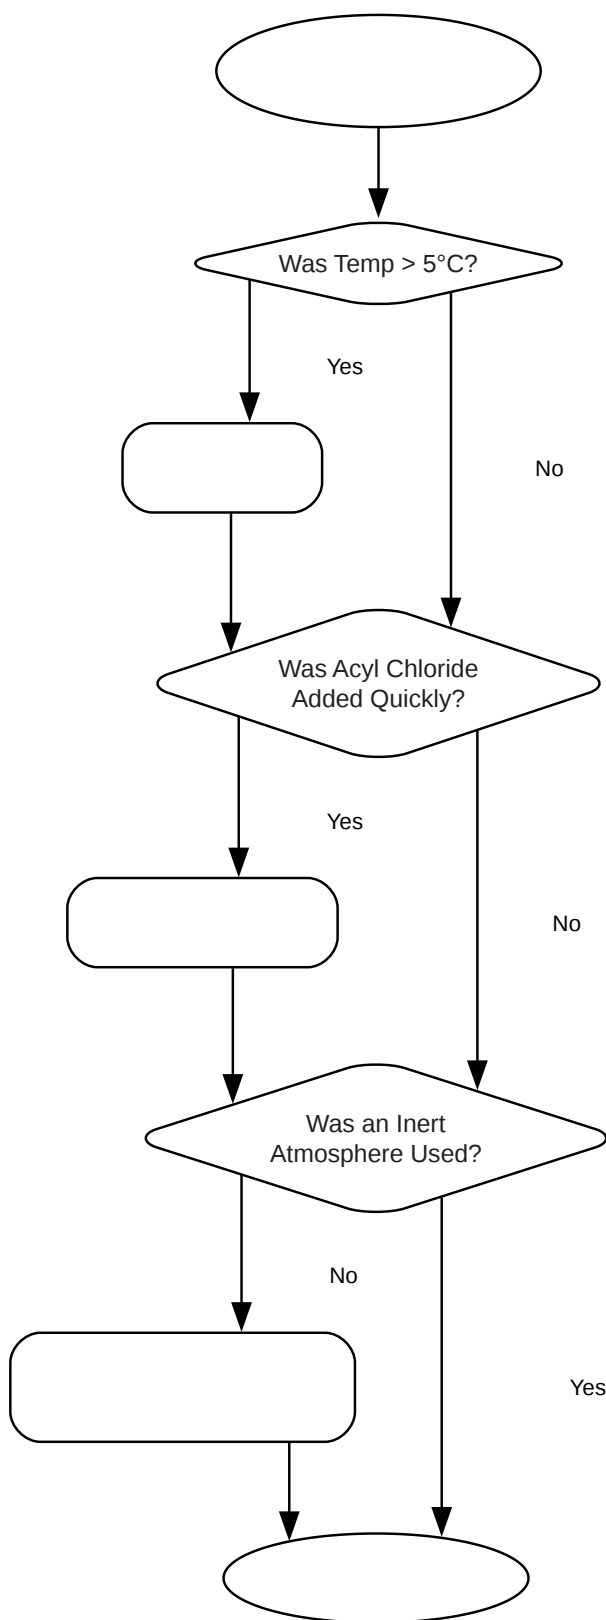 Was Temp > 5°C?
Yes
No
Was Acyl Chloride
Added Quickly?
Yes
No
Was an Inert
Atmosphere Used?
No
Yes